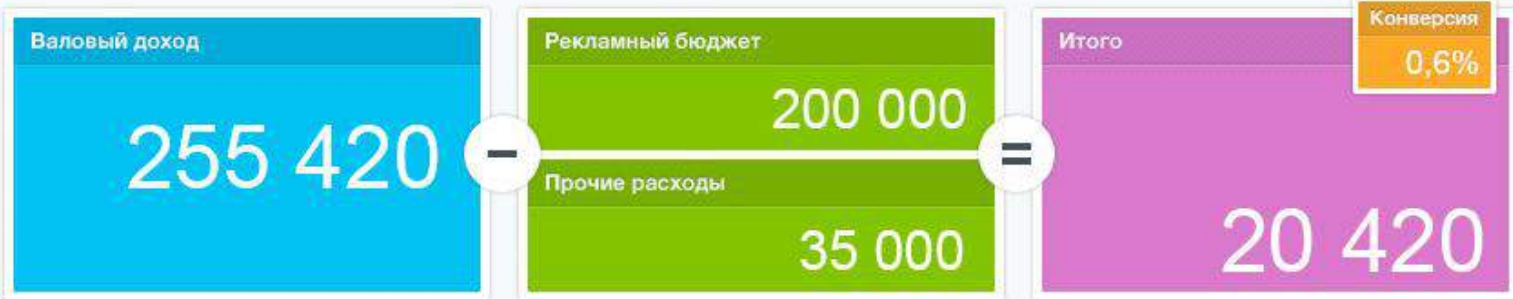 Валовый доход
255 420
−
Рекламный бюджет
200 000
Прочие расходы
35 000
=
Итого
Конверсия
0,6%
20 420